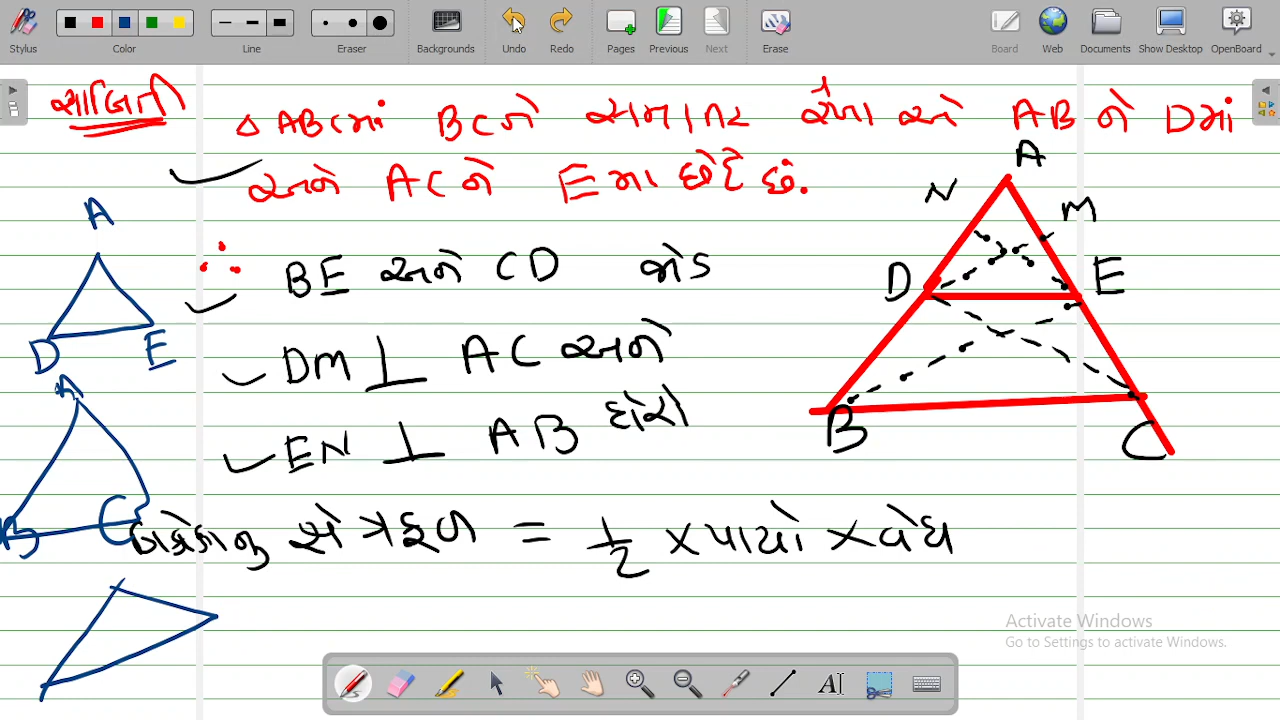 Stylus Color Line Eraser Backgrounds Undo Redo Pages Previous Next Erase Board Web Documents Show Desktop OpenBoard
સાબિતી
△ ABCમાં BCને સમાંતર રેખા અને AB ને Dમાં
અને ACને Eમાં છેદે છે.
∴ BE અને CD જોડ
DM ⊥ AC અને
EN ⊥ AB દોરો
ત્રિકોણનું ક્ષેત્રફળ = 1/2 × પાયો × વેધ
A
N
M
D
E
B
C
A
D
E
A
B
C
Activate Windows
Go to Settings to activate Windows.